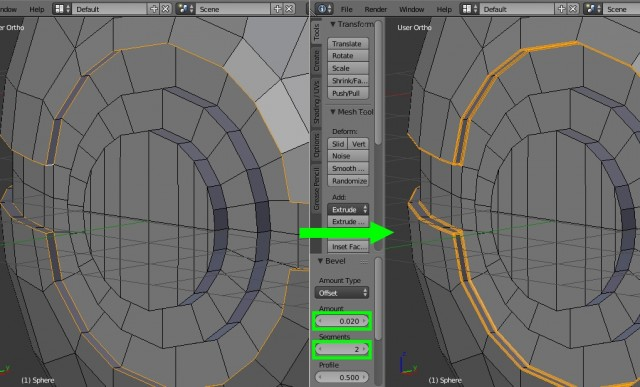 Window Help Default Scene
er Ortho
(1) Sphere
Y
Tools
Create
Shading / UVs
Options
Grease Pencil
File Render Window Help Default Scene
Transform
Translate
Rotate
Scale
Shrink/Fa...
Push/Pull
Mesh Tool
Deform:
Slid Vert
Noise
Smooth ...
Randomize
Add:
Extrude
Extrude ...
Inset Fac...
Bevel
Amount Type
Offset
Amount
0.020
Segments
2
Profile
0.500
User Ortho
(1) Sphere